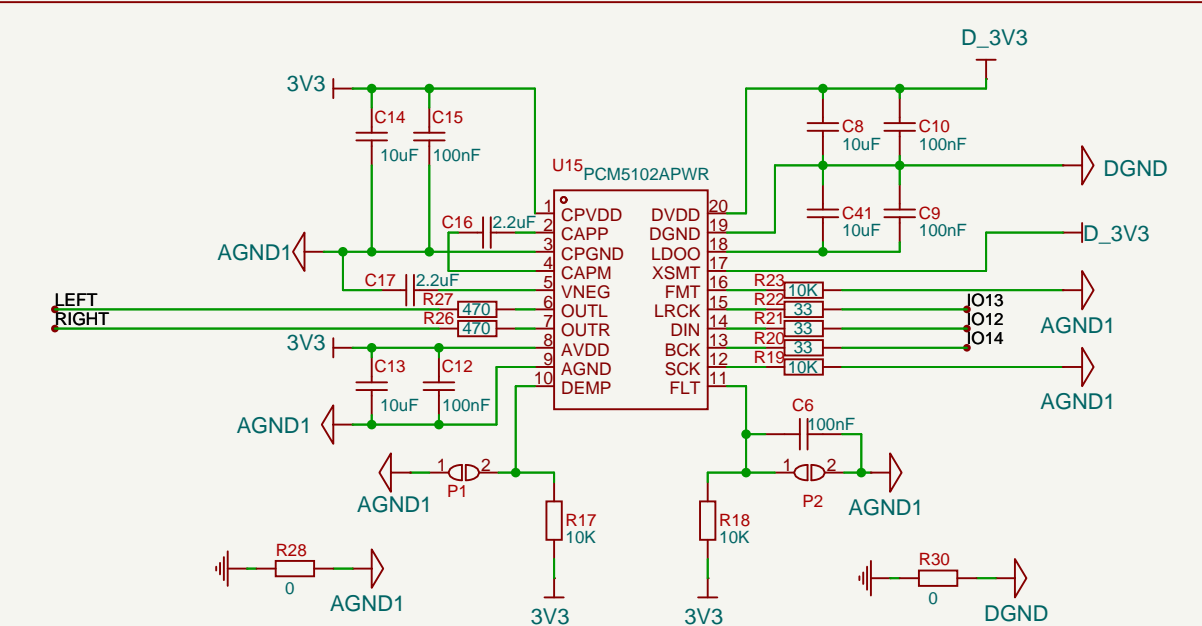 D_3V3
3V3
C14
10uF
C15
100nF
C8
10uF
C10
100nF
DGND
U15
PCM5102APWR
C16
2.2uF
C41
10uF
C9
100nF
D_3V3
AGND1
C17
2.2uF
1 CPVDD DVDD 20
2 CAPP DGND 19
3 CPGND LDOO 18
4 CAPM XSMT 17
5 VNEG FMT 16
6 OUTL LRCK 15
7 OUTR DIN 14
8 AVDD BCK 13
9 AGND SCK 12
10 DEMP FLT 11
LEFT
RIGHT
R27
470
R26
470
R23
10K
R22
33
R21
33
R20
33
R19
10K
IO13
IO12
IO14
AGND1
AGND1
3V3
C13
10uF
C12
100nF
AGND1
C6
100nF
1 2
P1
AGND1
1 2
P2
AGND1
R17
10K
R18
10K
3V3
3V3
R28
0
AGND1
R30
0
DGND